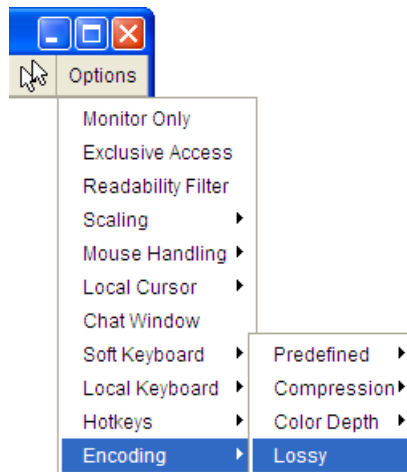 Options
Monitor Only
Exclusive Access
Readability Filter
Scaling
Mouse Handling
Local Cursor
Chat Window
Soft Keyboard
Local Keyboard
Hotkeys
Encoding
Predefined
Compression
Color Depth
Lossy